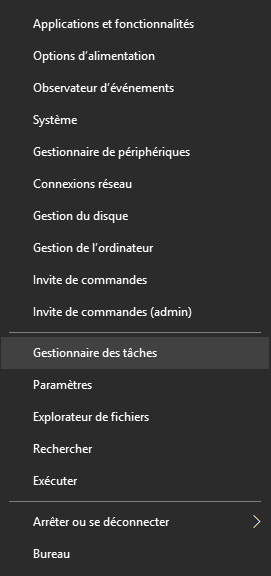 Applications et fonctionnalités
Options d’alimentation
Observateur d’événements
Système
Gestionnaire de périphériques
Connexions réseau
Gestion du disque
Gestion de l’ordinateur
Invite de commandes
Invite de commandes (admin)
Gestionnaire des tâches
Paramètres
Explorateur de fichiers
Rechercher
Exécuter
Arrêter ou se déconnecter
Bureau